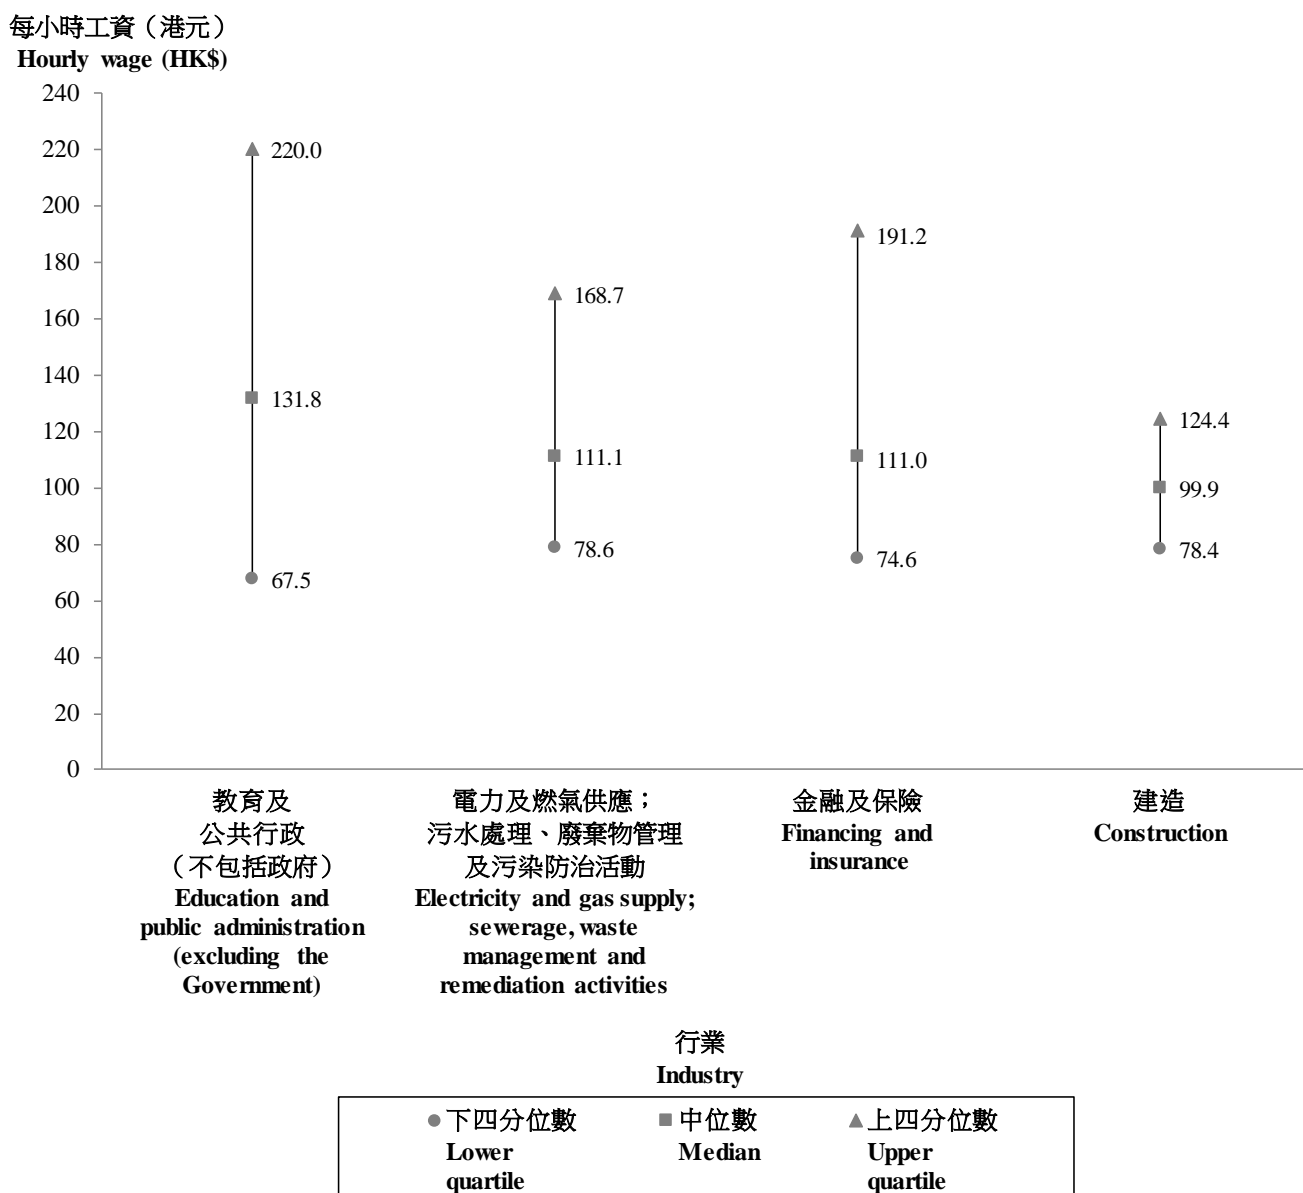 每小時工資（港元）
Hourly wage (HK$)
240
220
200
180
160
140
120
100
80
60
40
20
0
220.0
131.8
67.5
168.7
111.1
78.6
191.2
111.0
74.6
124.4
99.9
78.4
教育及
公共行政
（不包括政府）
Education and
public administration
(excluding the
Government)
電力及燃氣供應；
污水處理、廢棄物管理
及污染防治活動
Electricity and gas supply;
sewerage, waste
management and
remediation activities
金融及保險
Financing and
insurance
建造
Construction
行業
Industry
下四分位數
Lower
quartile
中位數
Median
上四分位數
Upper
quartile